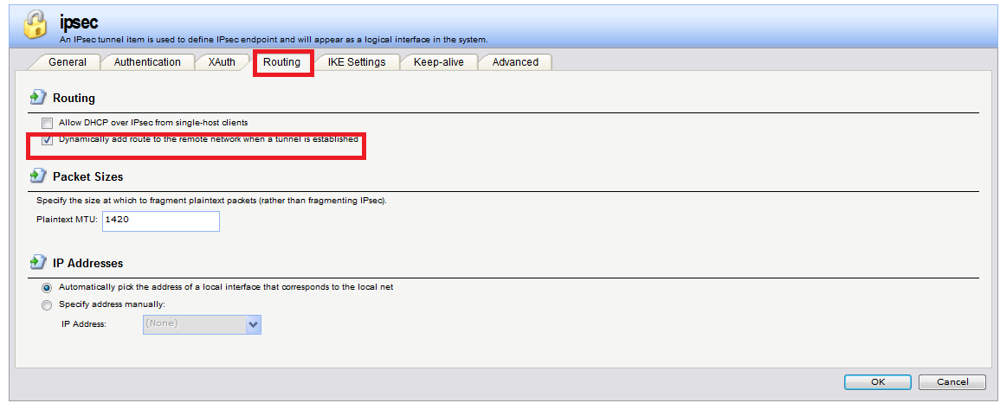 ipsec
An IPsec tunnel item is used to define IPsec endpoint and will appear as a logical interface in the system.
General Authentication XAuth Routing IKE Settings Keep-alive Advanced
Routing
Allow DHCP over IPsec from single-host clients
Dynamically add route to the remote network when a tunnel is established
Packet Sizes
Specify the size at which to fragment plaintext packets (rather than fragmenting IPsec).
Plaintext MTU: 1420
IP Addresses
Automatically pick the address of a local interface that corresponds to the local net
Specify address manually:
IP Address: (None)
OK Cancel